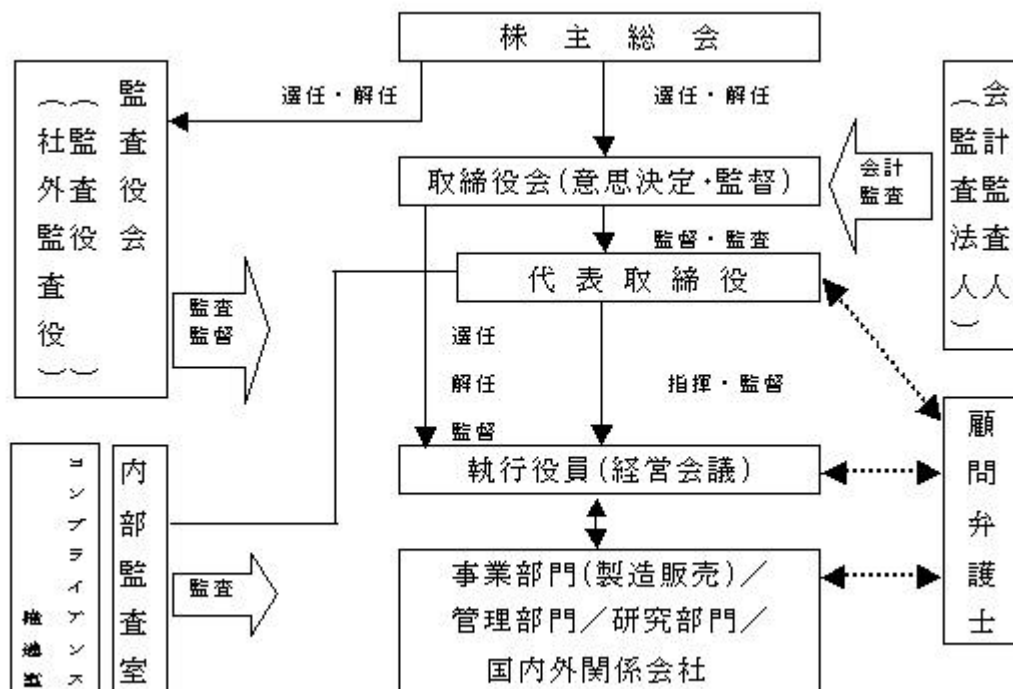 株主総会
選任・解任
選任・解任
監査役会
(監査役)
(社外監査役)
会計監査人
(監査法人)
取締役会(意思決定・監督)
会計
監査
監督・監査
代表取締役
監査
監督
選任
解任
監督
指揮・監督
顧問弁護士
執行役員(経営会議)
内部監査室
コンプライアンス
監査
事業部門(製造販売)/
管理部門/研究部門/
国内外関係会社